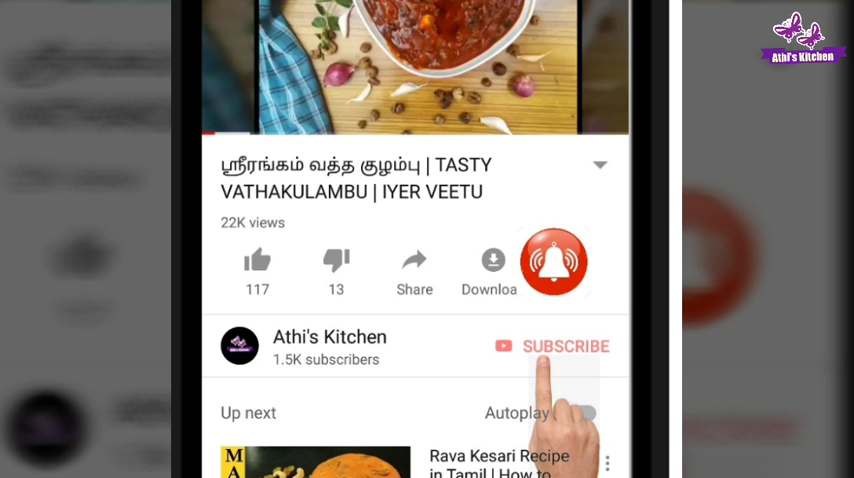 Athi's Kitchen
ஸ்ரீரங்கம் வத்த குழம்பு | TASTY
VATHAKULAMBU | IYER VEETU
22K views
117
13
Share
Downloa
Athi's Kitchen
1.5K subscribers
SUBSCRIBE
Up next
Autoplay
MA
Rava Kesari Recipe
in Tamil | How to